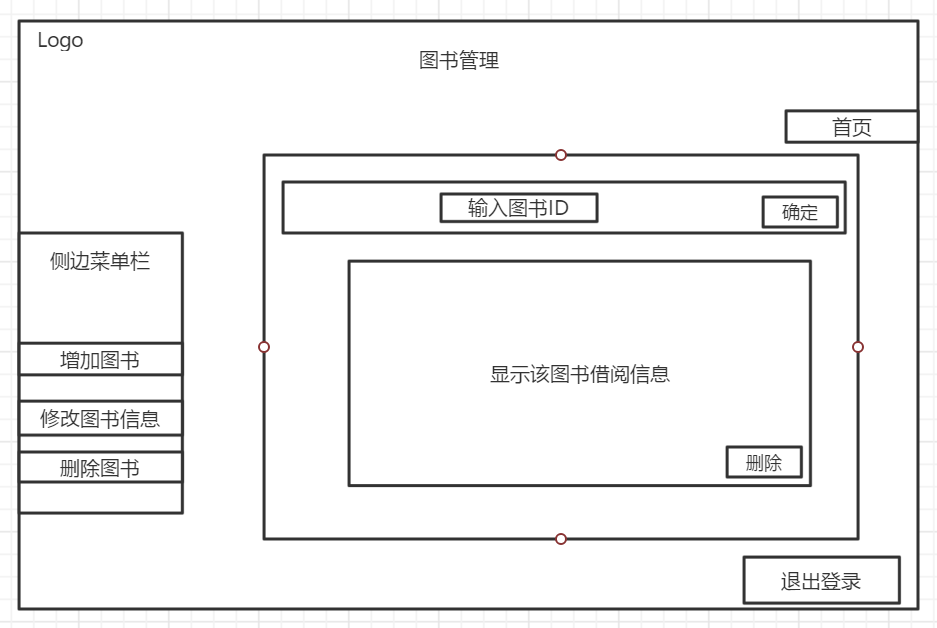 Logo
图书管理
首页
输入图书ID
确定
侧边菜单栏
增加图书
修改图书信息
删除图书
显示该图书借阅信息
删除
退出登录